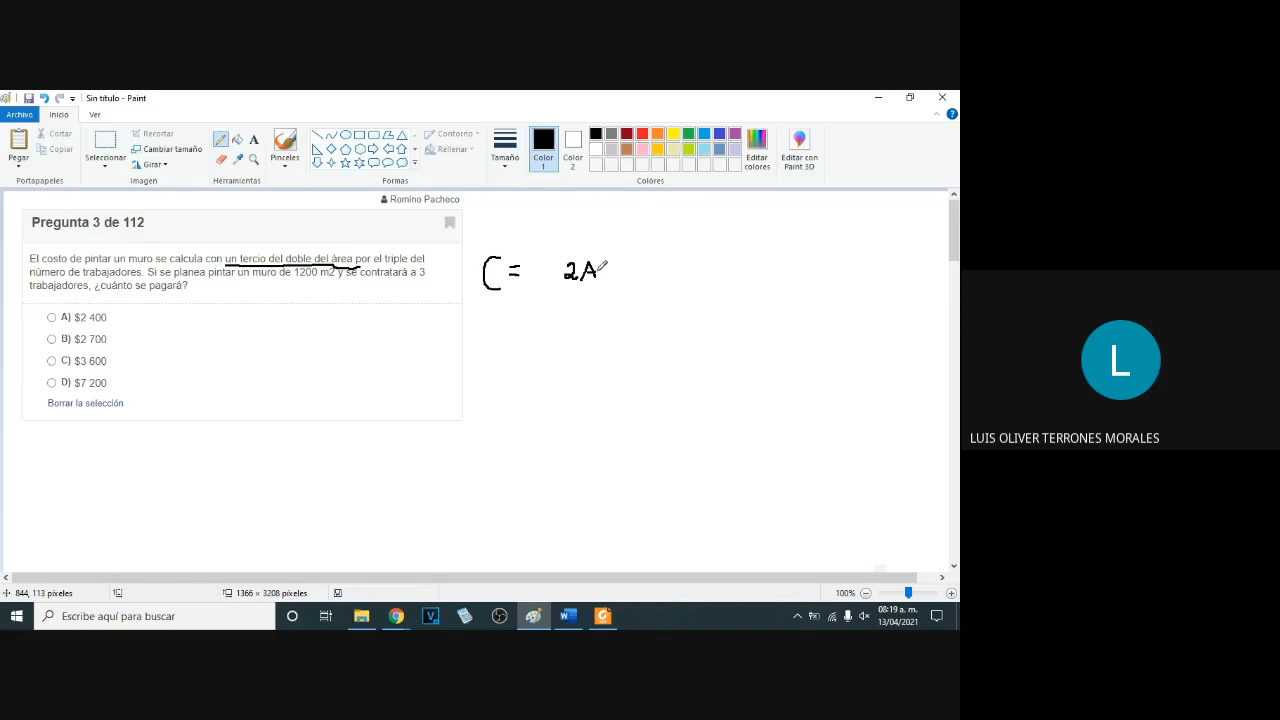 Sin título - Paint
Archivo Inicio Ver
Pegar
Cortar
Copiar
Portapapeles
Seleccionar
Recortar
Cambiar tamaño
Girar
Imagen
A
Herramientas
Pinceles
Contorno
Rellenar
Formas
Tamaño
Color 1
Color 2
Editar colores
Editar con Paint 3D
Colores
Romino Pacheco
Pregunta 3 de 112
El costo de pintar un muro se calcula con un tercio del doble del área por el triple del
número de trabajadores. Si se planea pintar un muro de 1200 m2 y se contratará a 3
trabajadores, ¿cuánto se pagará?
A) $2 400
B) $2 700
C) $3 600
D) $7 200
Borrar la selección
C = 2A
L
LUIS OLIVER TERRONES MORALES
844, 113 píxeles
1366 × 3208 píxeles
100%
Escribe aquí para buscar
08:19 a. m.
13/04/2021